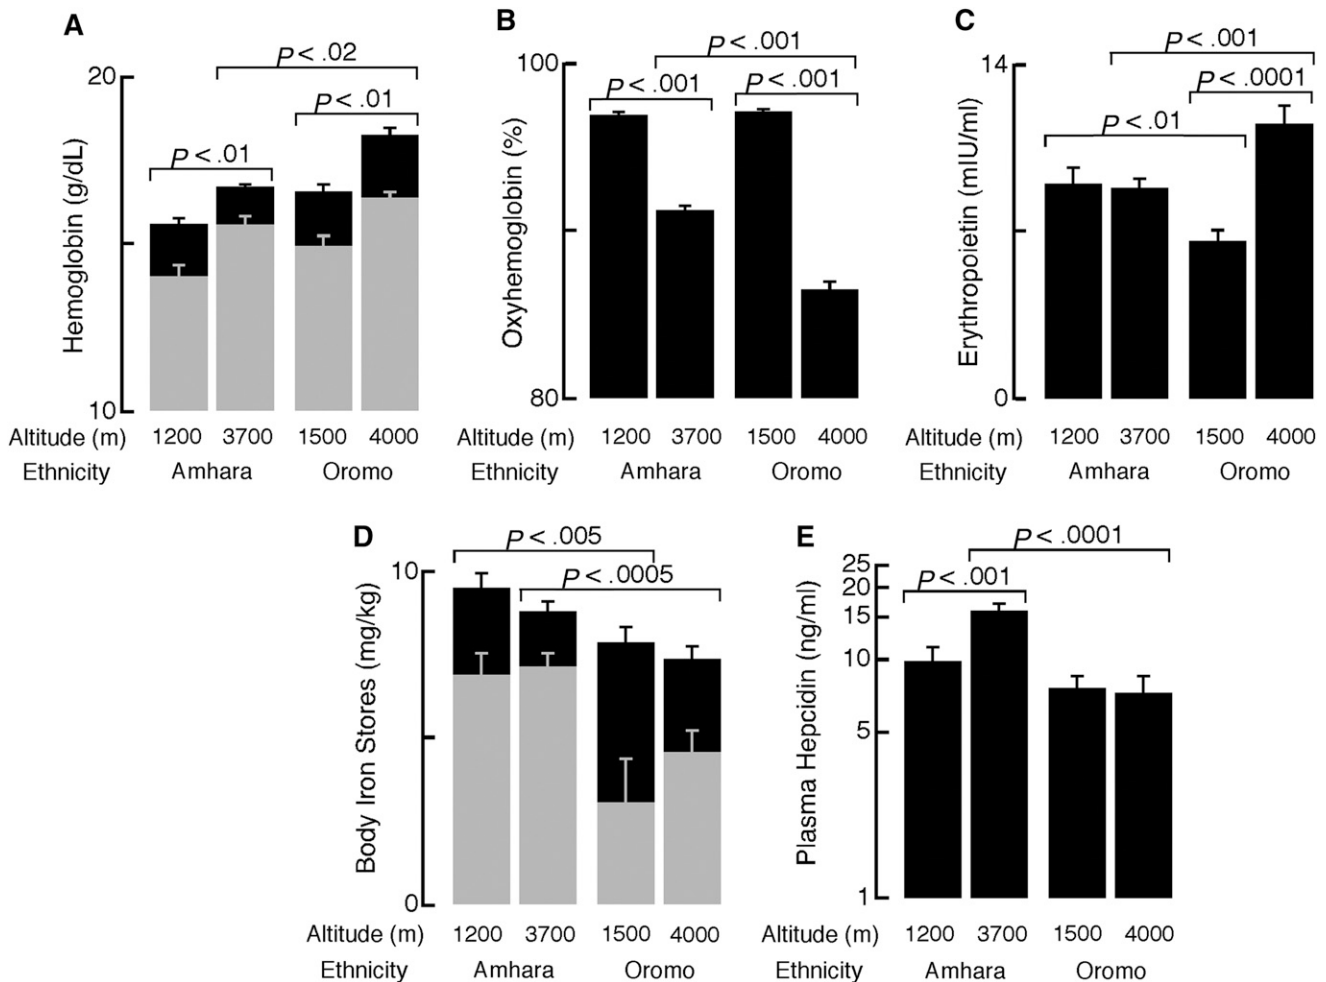 A
Hemoglobin (g/dL)
20
10
P < .02
P < .01
P < .01
Altitude (m) 1200 3700 1500 4000
Ethnicity Amhara Oromo
B
Oxyhemoglobin (%)
100
80
P < .001
P < .001
P < .001
Altitude (m) 1200 3700 1500 4000
Ethnicity Amhara Oromo
C
Erythropoietin (mIU/ml)
14
0
P < .001
P < .0001
P < .01
Altitude (m) 1200 3700 1500 4000
Ethnicity Amhara Oromo
D
Body Iron Stores (mg/kg)
10
0
P < .005
P < .0005
Altitude (m) 1200 3700 1500 4000
Ethnicity Amhara Oromo
E
Plasma Hepcidin (ng/ml)
25
20
15
10
5
1
P < .0001
P < .001
Altitude (m) 1200 3700 1500 4000
Ethnicity Amhara Oromo